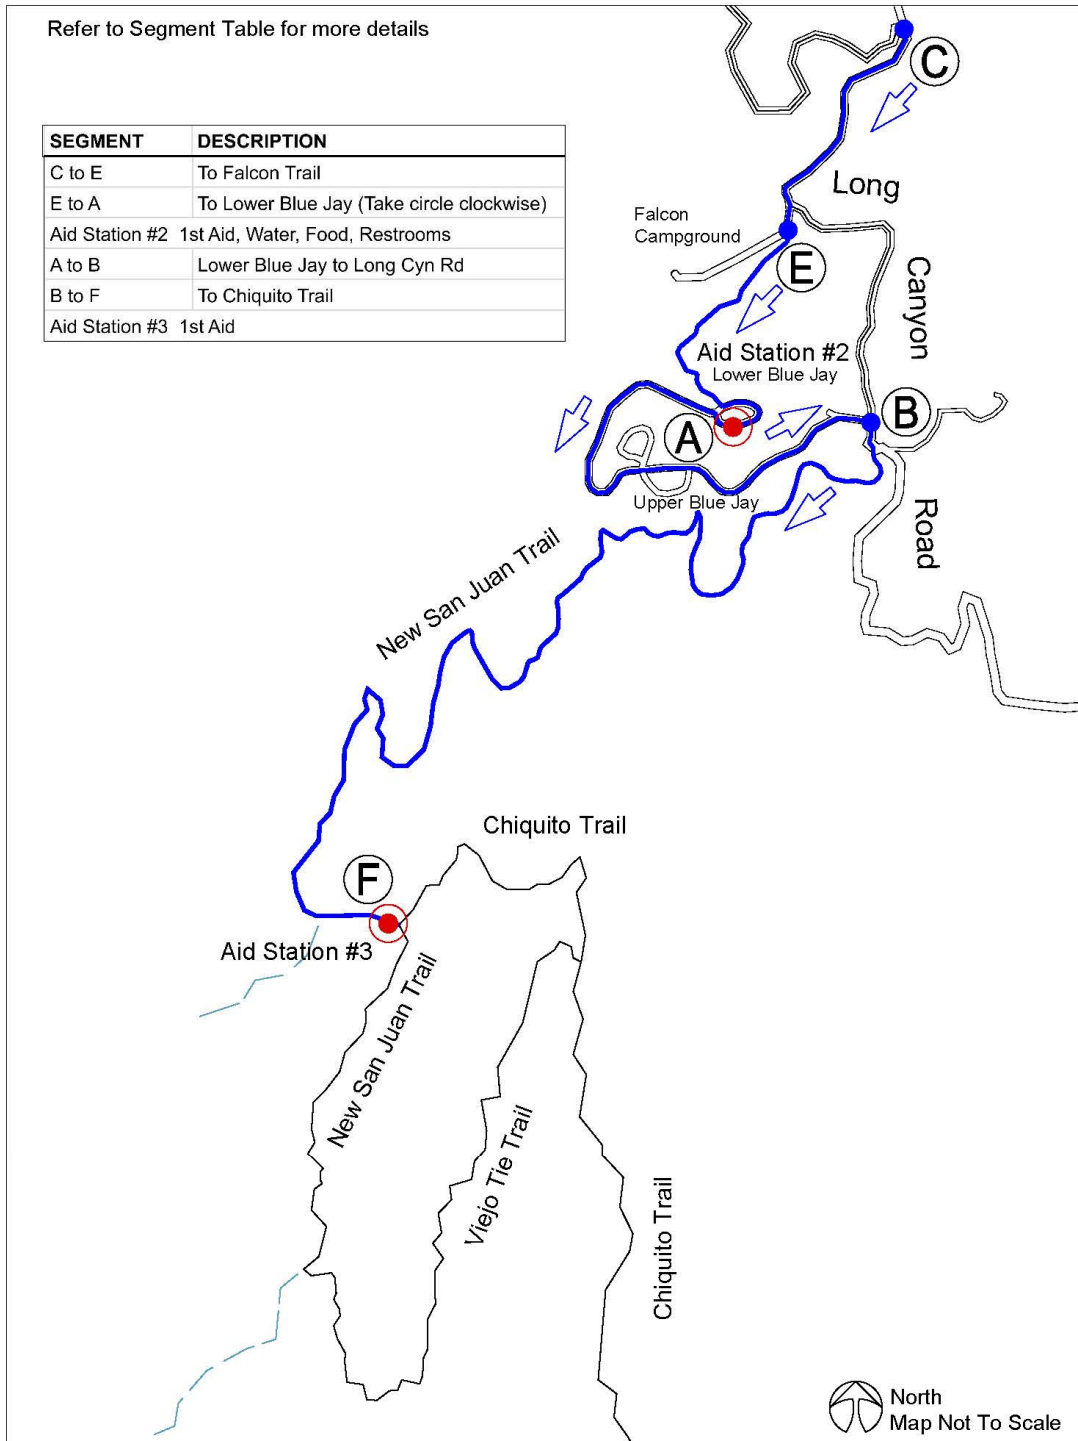 Refer to Segment Table for more details
SEGMENT DESCRIPTION
C to E To Falcon Trail
E to A To Lower Blue Jay (Take circle clockwise)
Aid Station #2 1st Aid, Water, Food, Restrooms
A to B Lower Blue Jay to Long Cyn Rd
B to F To Chiquito Trail
Aid Station #3 1st Aid
C
Long
Falcon
Campground
E
Canyon
Aid Station #2
Lower Blue Jay
B
A
Upper Blue Jay
Road
New San Juan Trail
Chiquito Trail
F
Aid Station #3
New San Juan Trail
Viejo Tie Trail
Chiquito Trail
North
Map Not To Scale